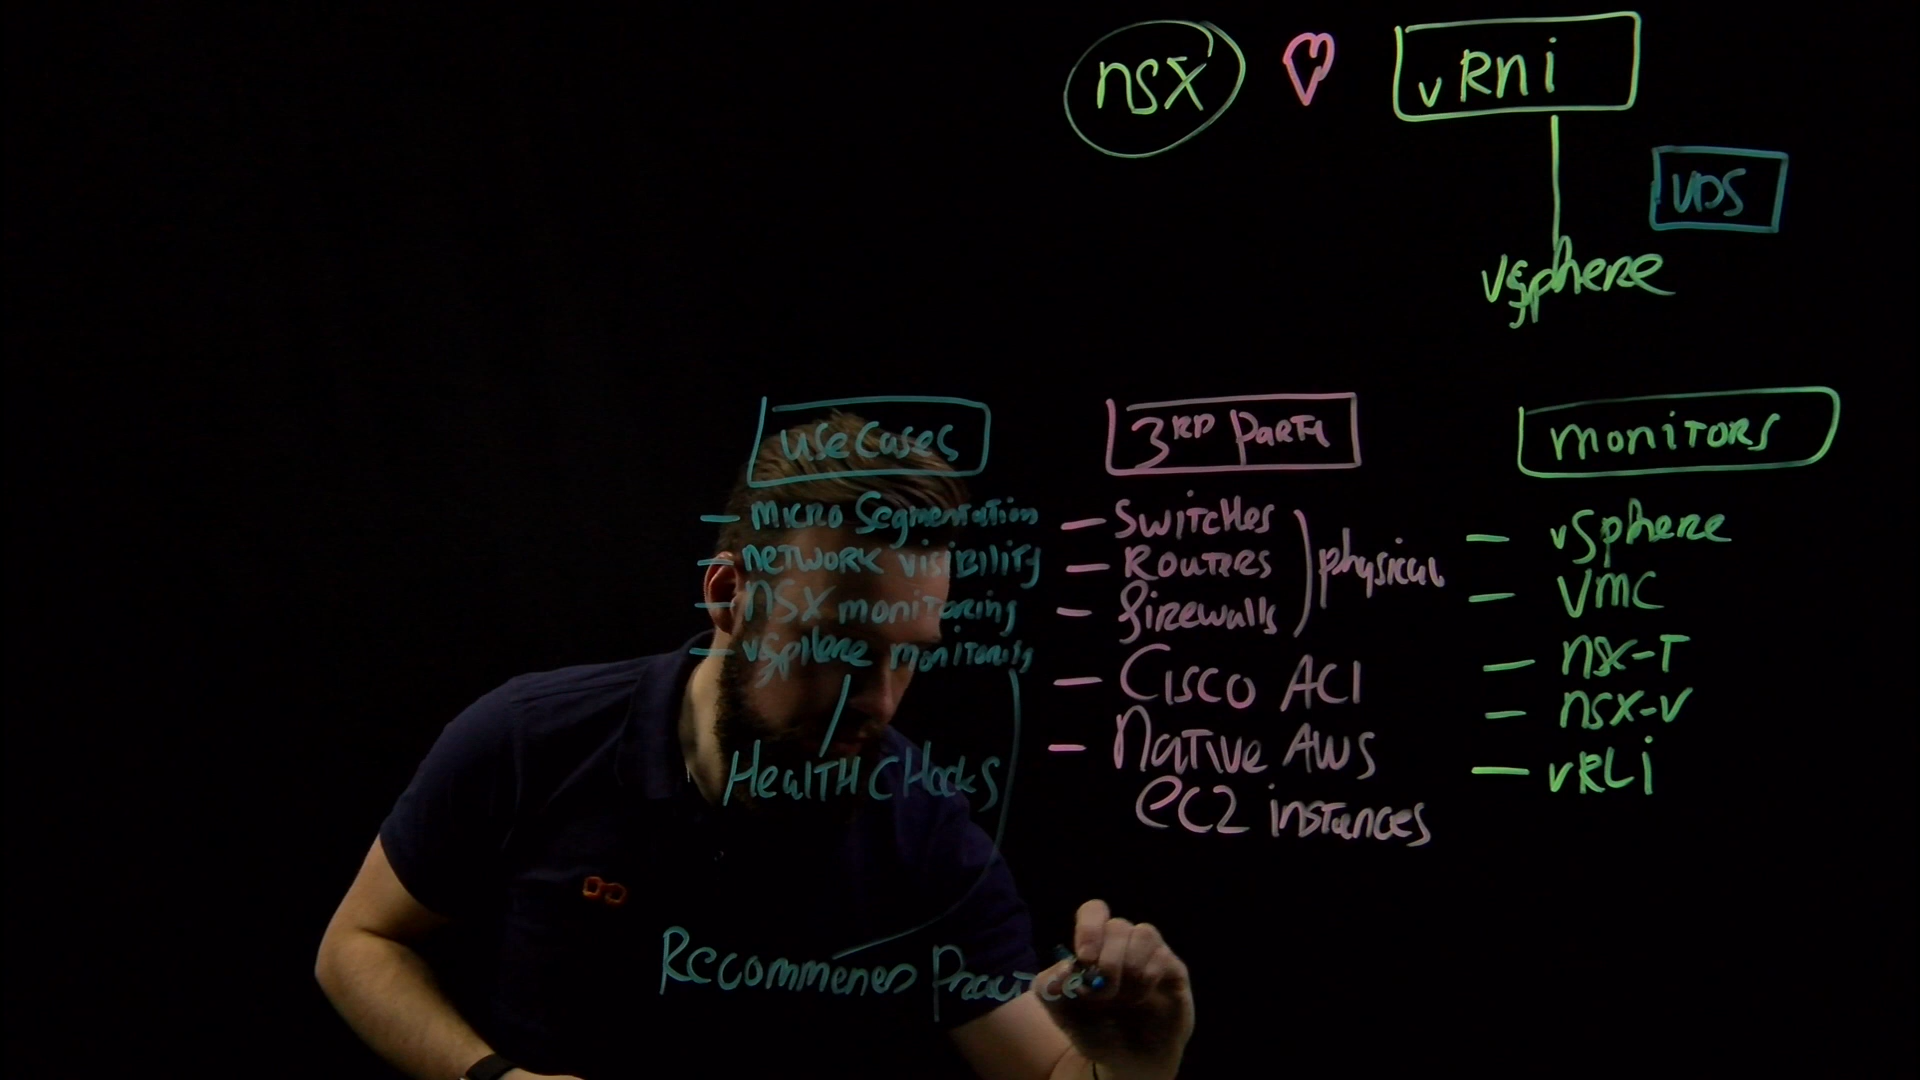 nsx vRni
VDS
vsphere
use cases
- micro segmentation
- network visibility
- NSX monitoring
- vsphere monitoring
Health checks
Recommened Practice
3RD Party
- Switches
- Routers
- firewalls
physical
- Cisco ACI
- Native AWS
EC2 instances
monitors
- vSphere
- VMC
- nsx-T
- nsx-v
- vRLi